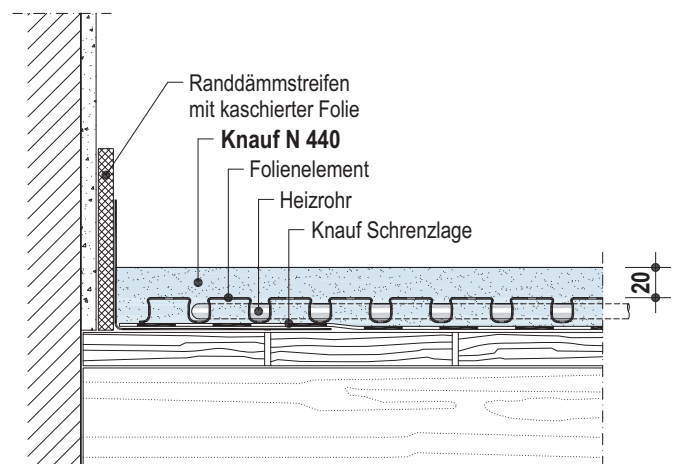 Randdämmstreifen
mit kaschierter Folie
Knauf N 440
Folienelement
Heizrohr
Knauf Schrenzlage
20